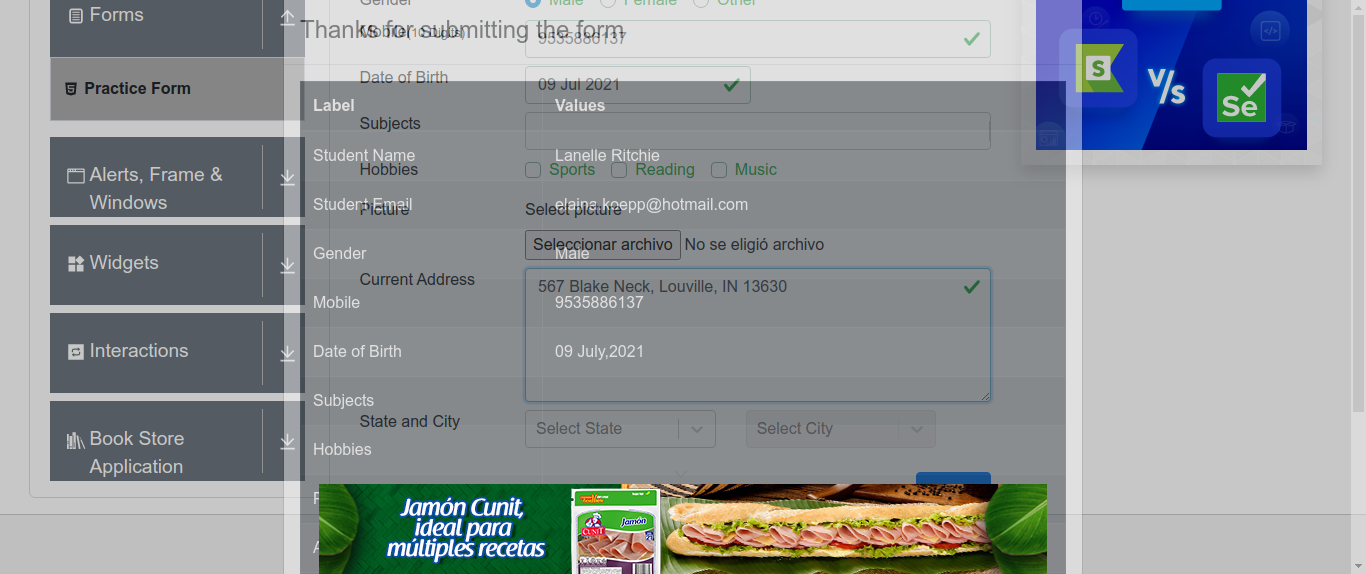 Forms
Practice Form
Alerts, Frame &
Windows
Widgets
Interactions
Book Store
Application
Gender
Male
Female
Other
Thanks for submitting the form
Mobile(10 Digits)
9535886137
Date of Birth
09 Jul 2021
Subjects
Hobbies
Sports
Reading
Music
Picture
Select picture
Seleccionar archivo No se eligió archivo
Current Address
567 Blake Neck, Louville, IN 13630
State and City
Select State
Select City
Label Values
Student Name Lanelle Ritchie
Student Email elaina.koepp@hotmail.com
Gender Male
Mobile 9535886137
Date of Birth 09 July,2021
Subjects
Hobbies
S
V/s
Se
Jamón Cunit,
ideal para
múltiples recetas
CUNIT
Jamón